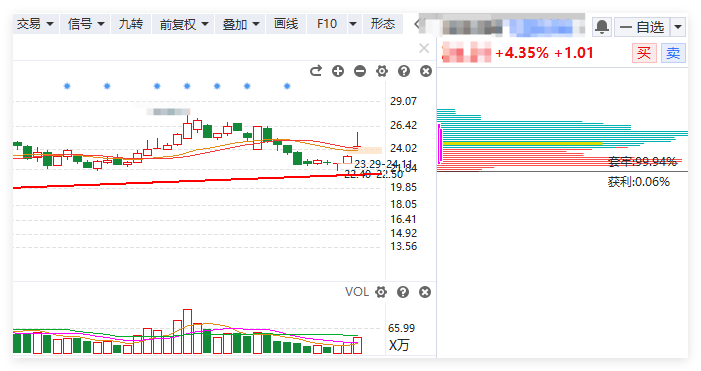 交易 信号 九转 前复权 叠加 画线 F10 形态 一 自选
+4.35% +1.01 买 卖
29.07
26.42
24.02
23.29-24.11
21.84
22.40-22.50
19.85
18.05
16.41
14.92
13.56
套牢:99.94%
获利:0.06%
VOL
65.99
X万